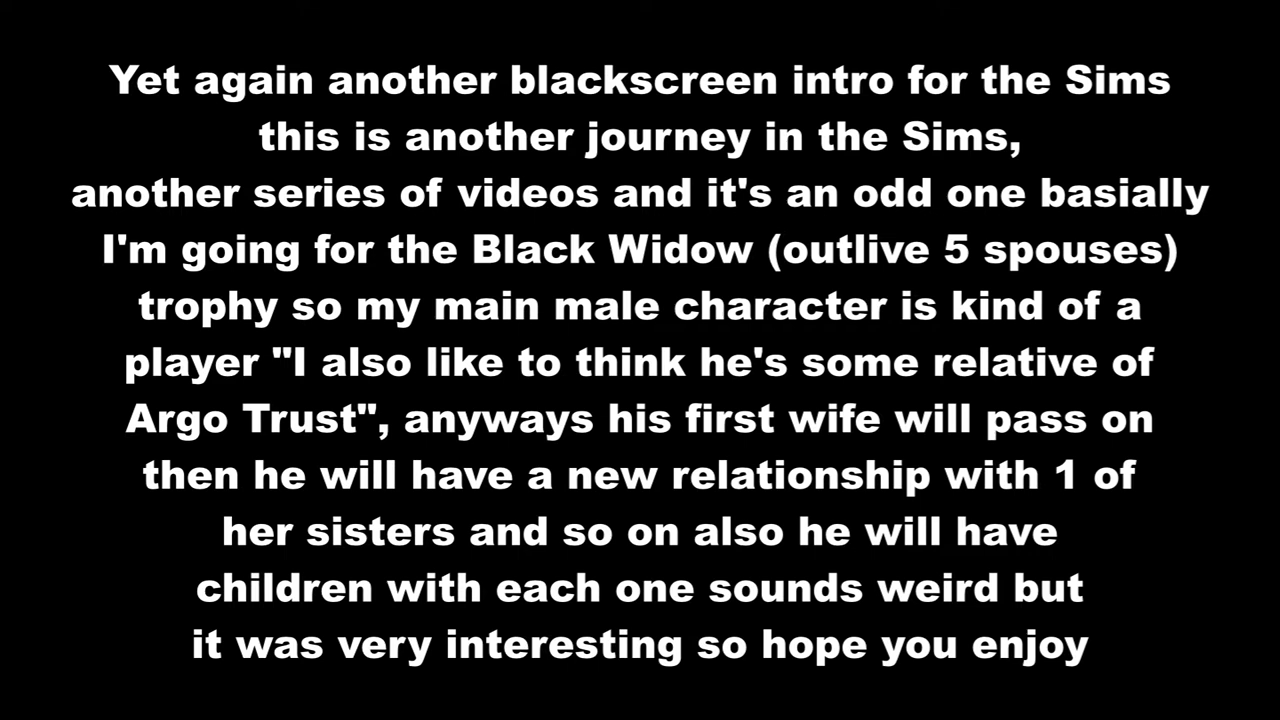 Yet again another blackscreen intro for the Sims
this is another journey in the Sims,
another series of videos and it's an odd one basially
I'm going for the Black Widow (outlive 5 spouses)
trophy so my main male character is kind of a
player "I also like to think he's some relative of
Argo Trust", anyways his first wife will pass on
then he will have a new relationship with 1 of
her sisters and so on also he will have
children with each one sounds weird but
it was very interesting so hope you enjoy